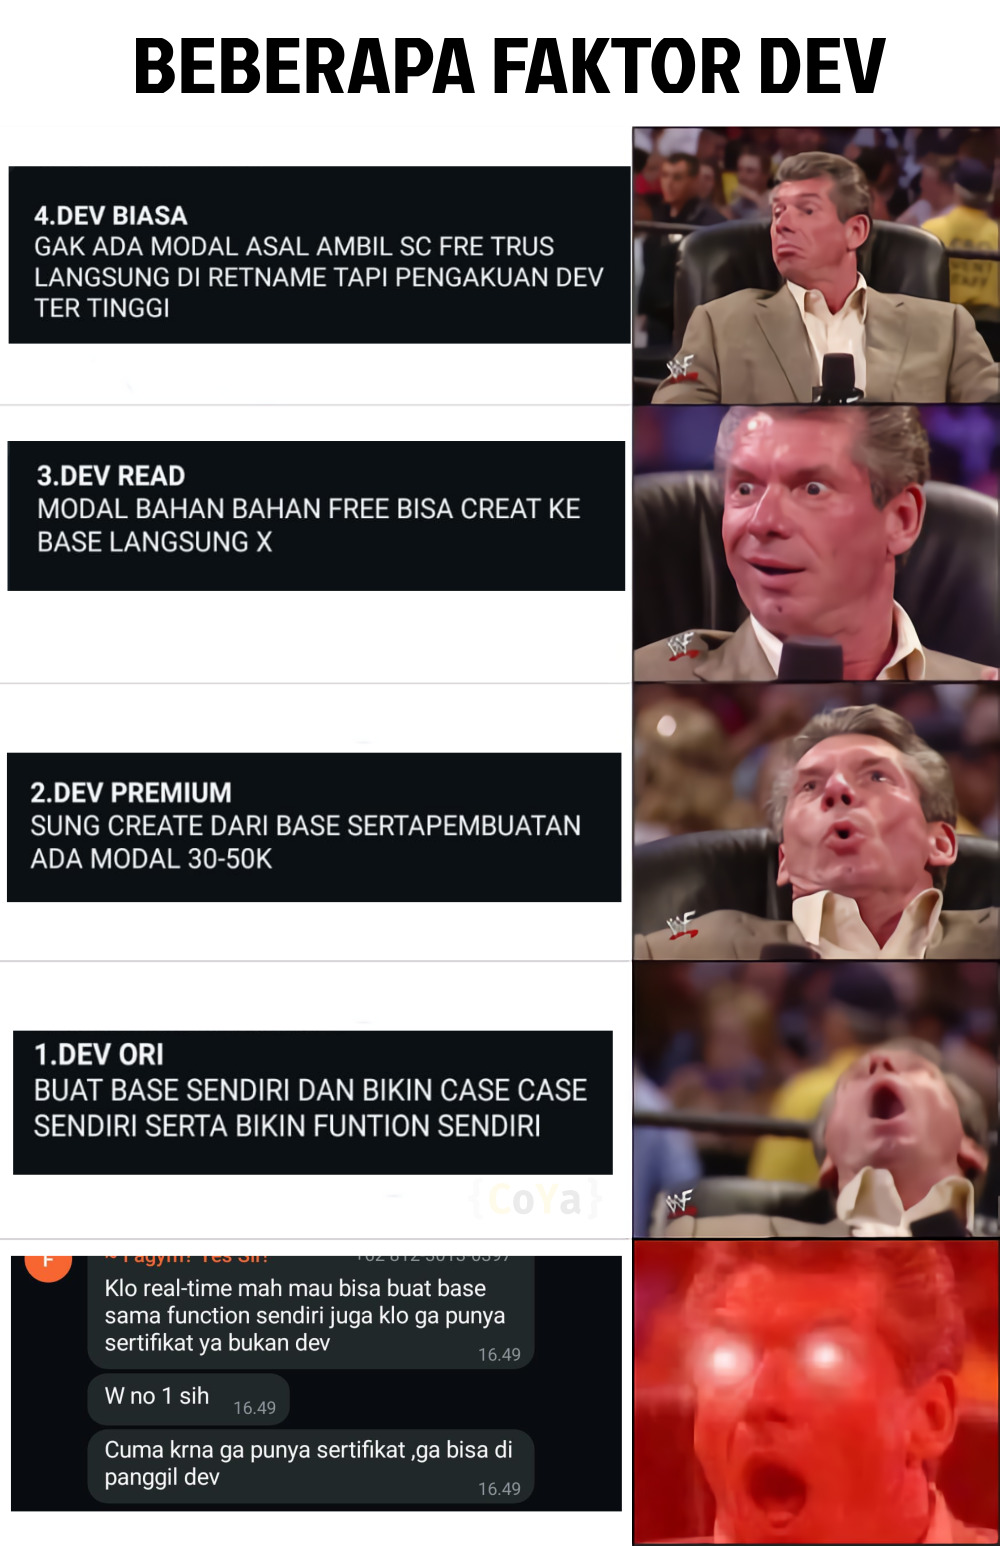 BEBERAPA FAKTOR DEV
4.DEV BIASA
GAK ADA MODAL ASAL AMBIL SC FRE TRUS
LANGSUNG DI RETNAME TAPI PENGAKUAN DEV
TER TINGGI
3.DEV READ
MODAL BAHAN BAHAN FREE BISA CREAT KE
BASE LANGSUNG X
2.DEV PREMIUM
SUNG CREATE DARI BASE SERTAPEMBUATAN
ADA MODAL 30-50K
1.DEV ORI
BUAT BASE SENDIRI DAN BIKIN CASE CASE
SENDIRI SERTA BIKIN FUNTION SENDIRI
{CoYa}
F
Yes Sir!
Klo real-time mah mau bisa buat base
sama function sendiri juga klo ga punya
sertifikat ya bukan dev
16.49
W no 1 sih
16.49
Cuma krna ga punya sertifikat ,ga bisa di
panggil dev
16.49